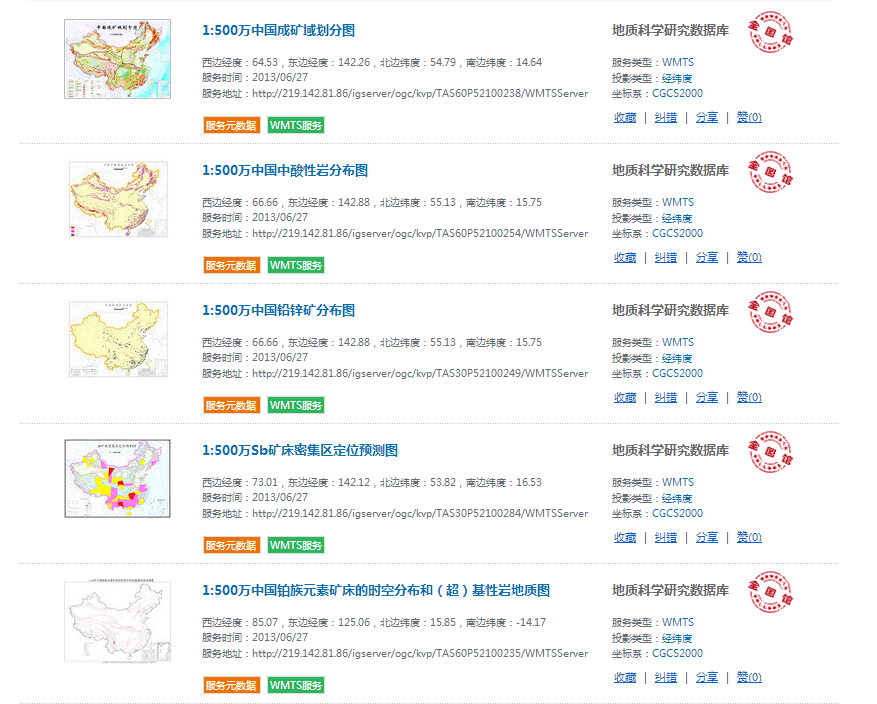 1:500万中国成矿域划分图
地质科学研究数据库
西边经度：64.53，东边经度：142.26，北边纬度：54.79，南边纬度：14.64
服务类型：WMTS
服务时间：2013/06/27
投影类型：经纬度
服务地址：http://219.142.81.86/igserver/ogc/kvp/TAS60P52100238/WMTSServer
坐标系：CGCS2000
服务元数据 WMTS服务
收藏 | 纠错 | 分享 | 赞(0)
全国馆
1:500万中国中酸性岩分布图
地质科学研究数据库
西边经度：66.66，东边经度：142.88，北边纬度：55.13，南边纬度：15.75
服务类型：WMTS
服务时间：2013/06/27
投影类型：经纬度
服务地址：http://219.142.81.86/igserver/ogc/kvp/TAS60P52100254/WMTSServer
坐标系：CGCS2000
服务元数据 WMTS服务
收藏 | 纠错 | 分享 | 赞(0)
全国馆
1:500万中国铅锌矿分布图
地质科学研究数据库
西边经度：66.66，东边经度：142.88，北边纬度：55.13，南边纬度：15.75
服务类型：WMTS
服务时间：2013/06/27
投影类型：经纬度
服务地址：http://219.142.81.86/igserver/ogc/kvp/TAS30P52100249/WMTSServer
坐标系：CGCS2000
服务元数据 WMTS服务
收藏 | 纠错 | 分享 | 赞(0)
全国馆
1:500万Sb矿床密集区定位预测图
地质科学研究数据库
西边经度：73.01，东边经度：142.12，北边纬度：53.82，南边纬度：16.53
服务类型：WMTS
服务时间：2013/06/27
投影类型：经纬度
服务地址：http://219.142.81.86/igserver/ogc/kvp/TAS30P52100284/WMTSServer
坐标系：CGCS2000
服务元数据 WMTS服务
收藏 | 纠错 | 分享 | 赞(0)
全国馆
1:500万中国铂族元素矿床的时空分布和（超）基性岩地质图
地质科学研究数据库
西边经度：85.07，东边经度：125.06，北边纬度：15.85，南边纬度：-14.17
服务类型：WMTS
服务时间：2013/06/27
投影类型：经纬度
服务地址：http://219.142.81.86/igserver/ogc/kvp/TAS60P52100235/WMTSServer
坐标系：CGCS2000
服务元数据 WMTS服务
收藏 | 纠错 | 分享 | 赞(0)
全国馆